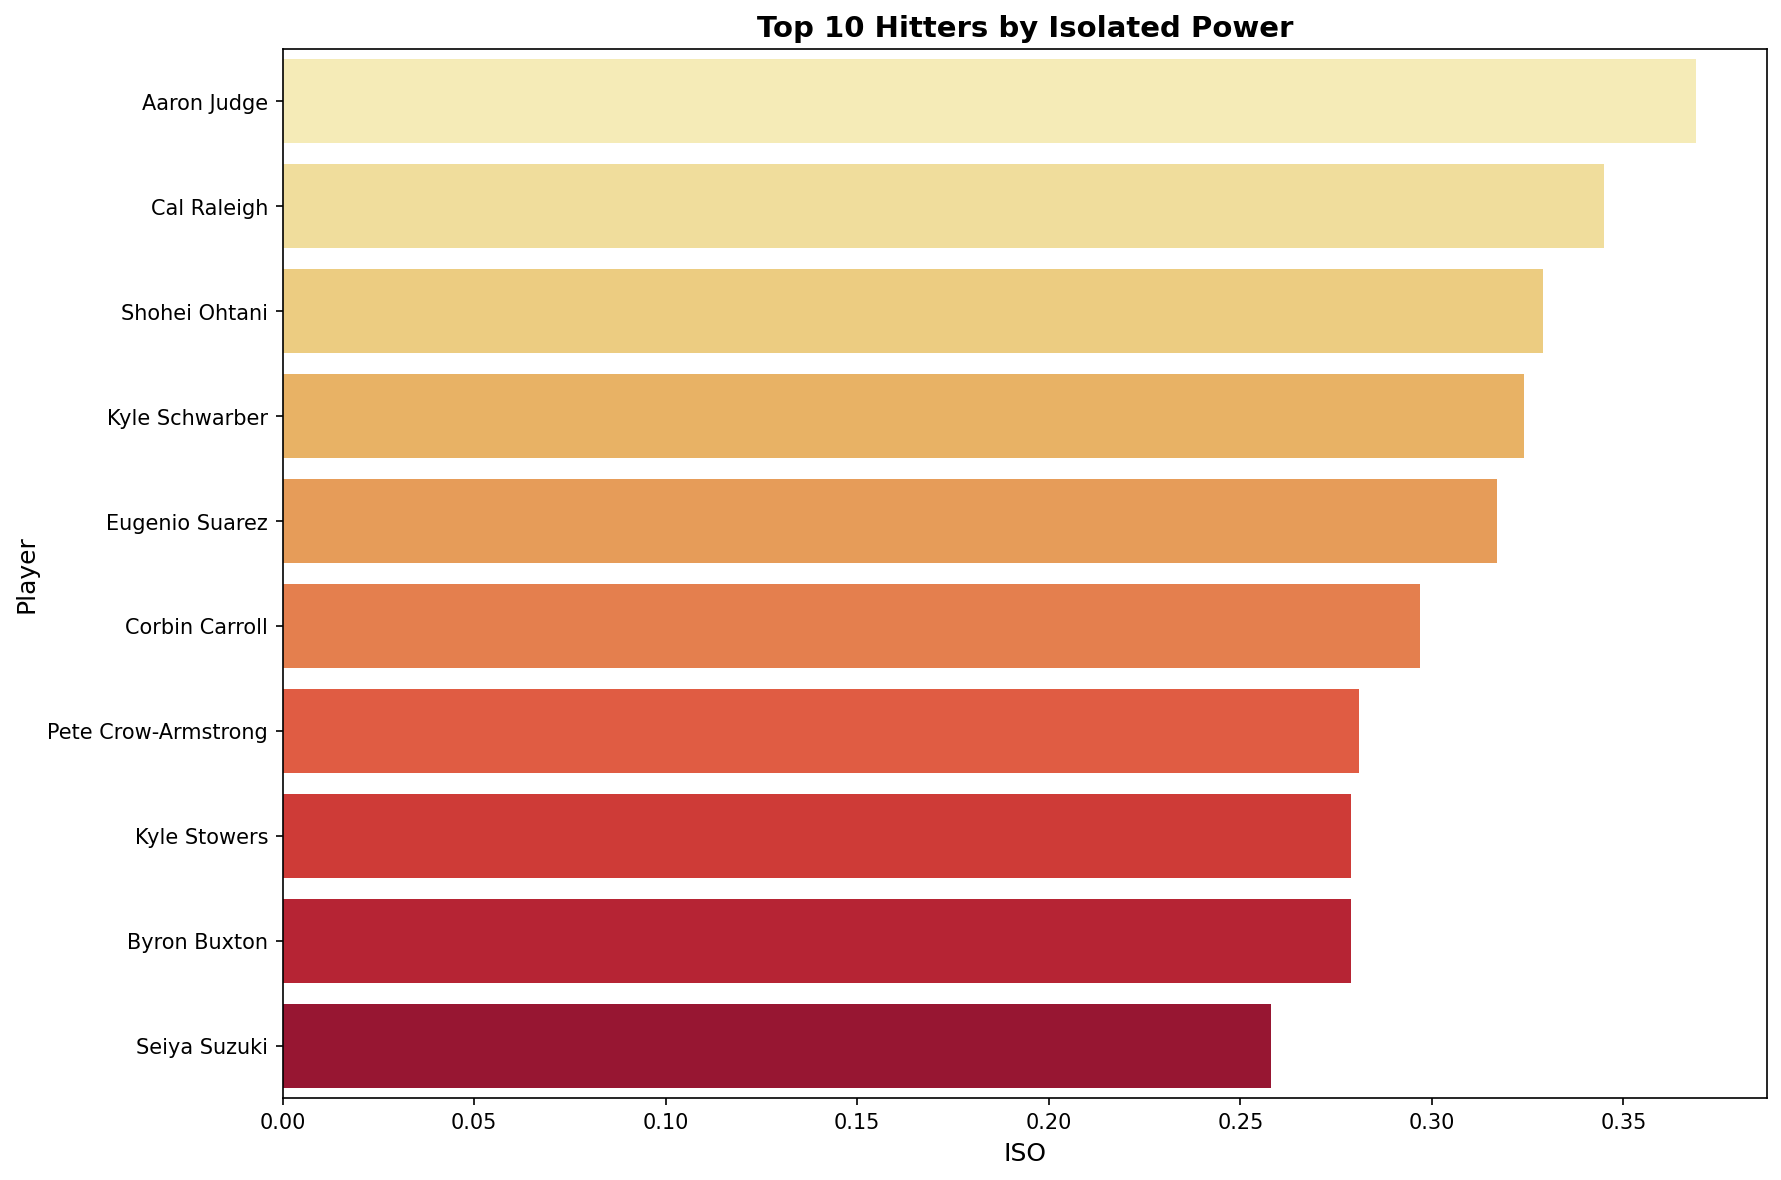 Top 10 Hitters by Isolated Power
Aaron Judge
Cal Raleigh
Shohei Ohtani
Kyle Schwarber
Eugenio Suarez
Corbin Carroll
Pete Crow-Armstrong
Kyle Stowers
Byron Buxton
Seiya Suzuki
Player
0.00 0.05 0.10 0.15 0.20 0.25 0.30 0.35
ISO